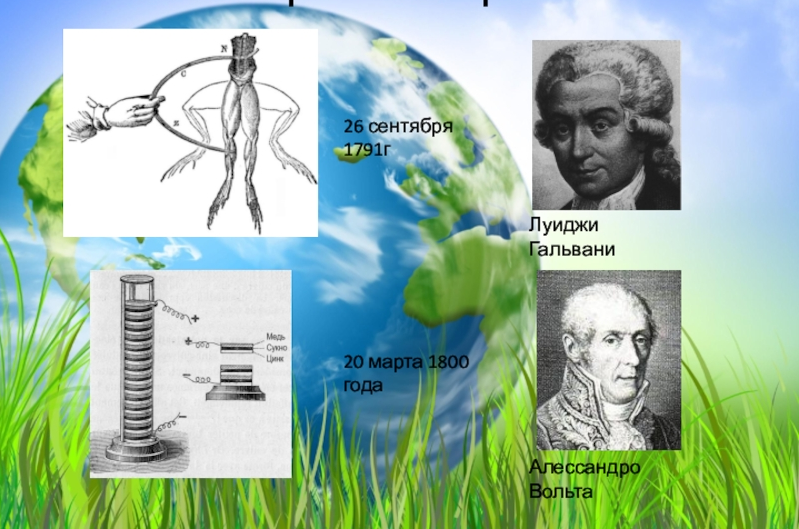 N
C
Z
26 сентября
1791г
Луиджи
Гальвани
+
+
Медь
Сукно
Цинк
—
—
20 марта 1800
года
Алессандро
Вольта